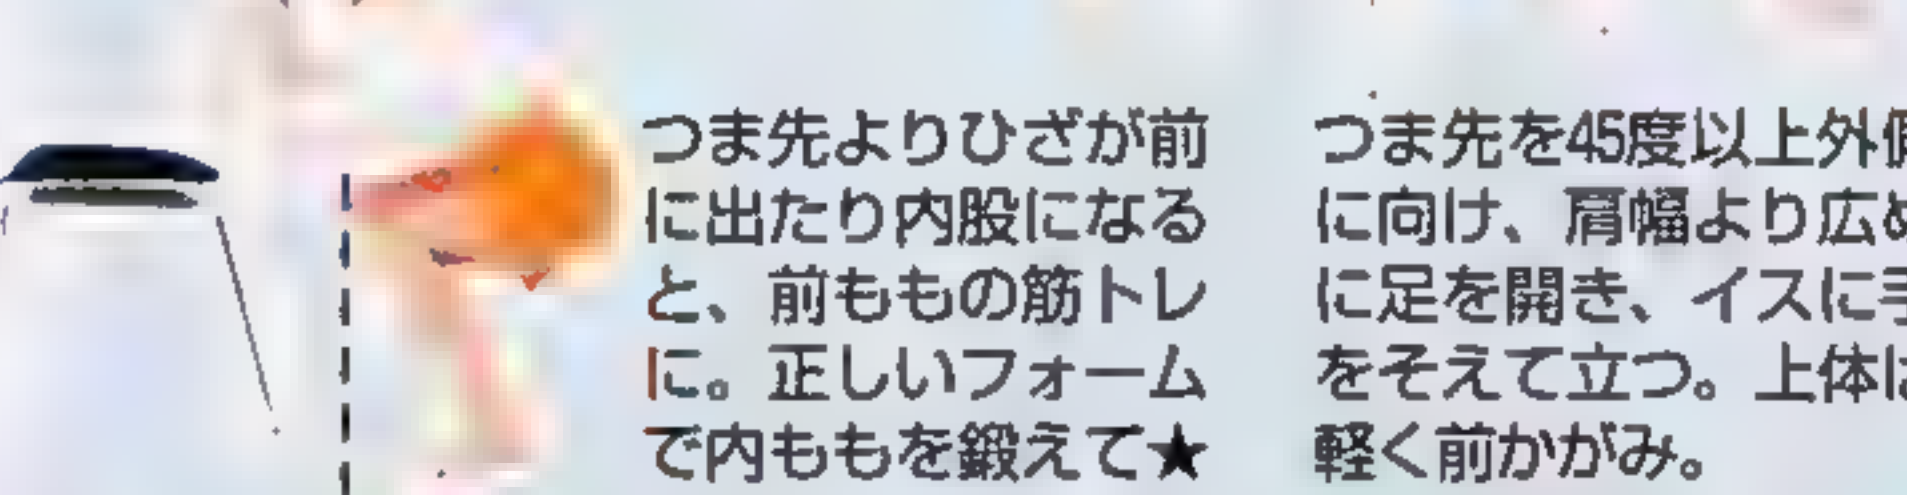 つま先よりひざが前
に出たり内股になる
と、前ももの筋トレ
に。正しいフォーム
で内ももを鍛えて★
つま先を45度以上外側
に向け、肩幅より広め
に足を開き、イスに手
をそえて立つ。上体は
軽く前かがみ。